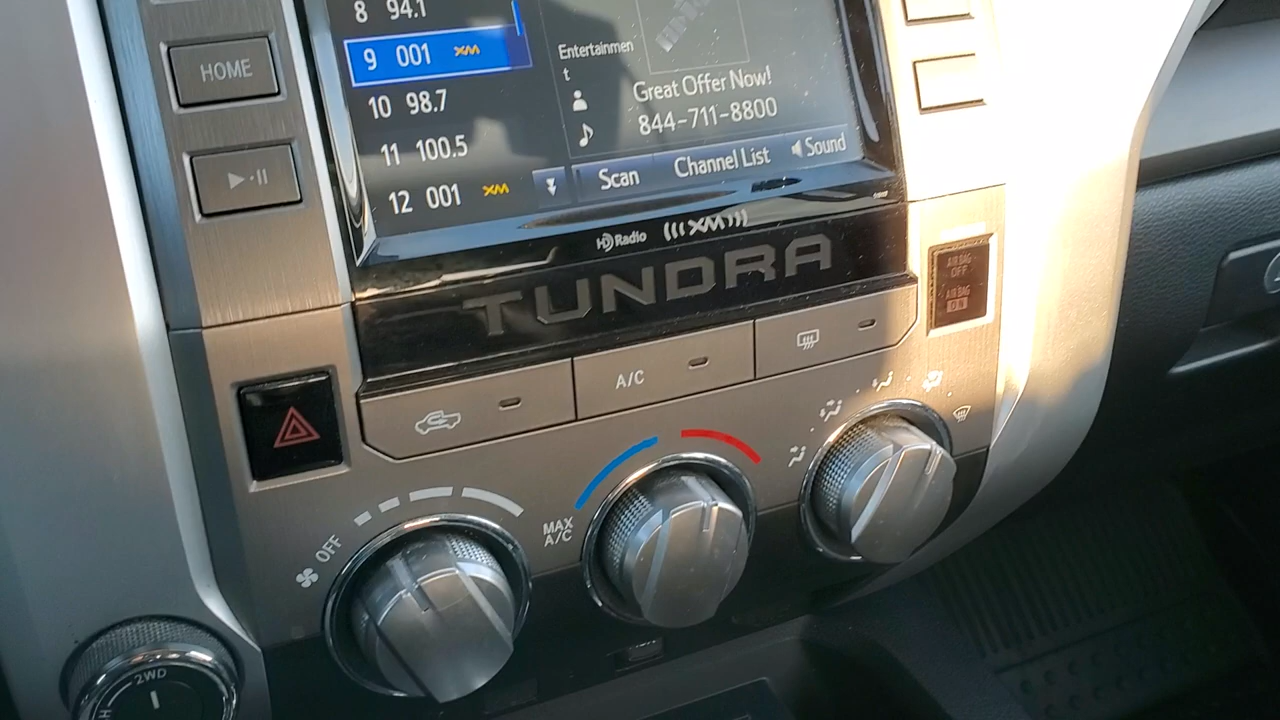 8 94.1
9 001 XM
10 98.7
11 100.5
12 001 XM
Entertainmen
t
Great Offer Now!
844-711-8800
Scan
Channel List
Sound
HOME
HD Radio
XM
TUNDRA
AIR BAG
OFF
AIR BAG
ON
A/C
OFF
MAX
A/C
2WD